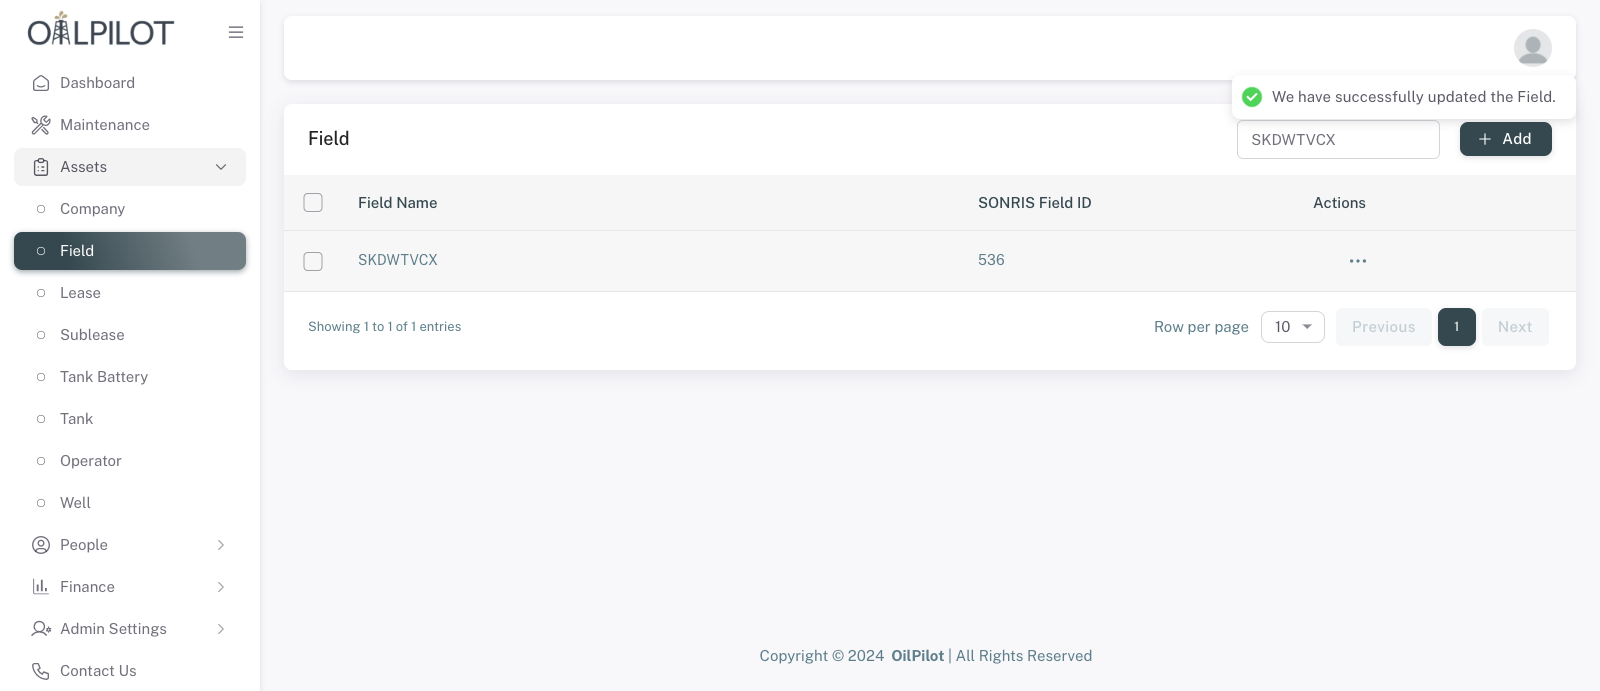 OILPILOT
Dashboard
Maintenance
Assets
Company
Field
Lease
Sublease
Tank Battery
Tank
Operator
Well
People
Finance
Admin Settings
Contact Us
We have successfully updated the Field.
Field
SKDWTVCX
Add
Field Name SONRIS Field ID Actions
SKDWTVCX 536
Showing 1 to 1 of 1 entries
Row per page 10 Previous 1 Next
Copyright © 2024 OilPilot | All Rights Reserved